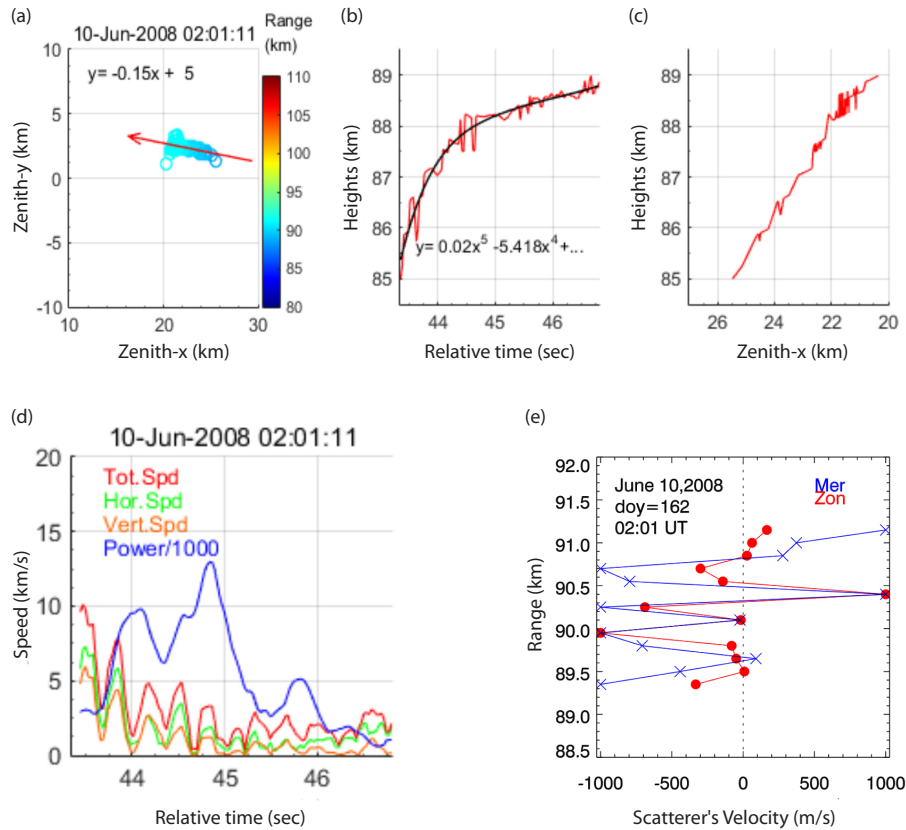 (a)
10-Jun-2008 02:01:11
Range
(km)
y= -0.15x + 5
10
5
0
-5
-10
10
20
30
Zenith-y (km)
Zenith-x (km)
110
105
100
95
90
85
80
(b)
89
88
87
86
85
Heights (km)
y= 0.02x⁵ -5.418x⁴+...
44
45
46
Relative time (sec)
(c)
89
88
87
86
85
Heights (km)
26
24
22
20
Zenith-x (km)
(d)
10-Jun-2008 02:01:11
Tot.Spd
Hor.Spd
Vert.Spd
Power/1000
20
15
10
5
0
Speed (km/s)
44
45
46
Relative time (sec)
(e)
June 10,2008
doy=162
02:01 UT
Mer
Zon
92.0
91.5
91.0
90.5
90.0
89.5
89.0
88.5
Range (km)
-1000
-500
0
500
1000
Scatterer's Velocity (m/s)